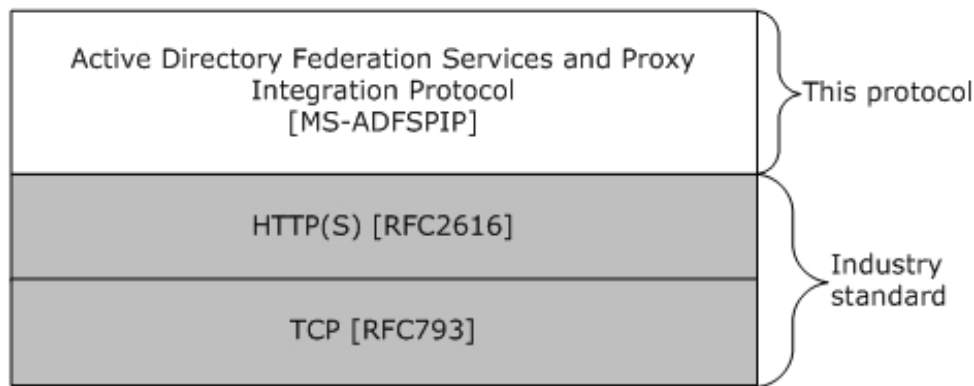 Active Directory Federation Services and Proxy
Integration Protocol
[MS-ADFSPIP]
This protocol
HTTP(S) [RFC2616]
TCP [RFC793]
Industry
standard